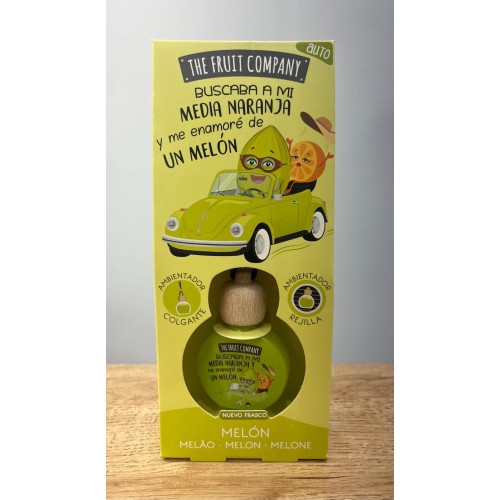 AUTO
THE FRUIT COMPANY
BUSCABA A MI
MEDIA NARANJA
y me enamoré de
UN MELÓN
AMBIENTADOR
COLGANTE
AMBIENTADOR
REJILLA
THE FRUIT COMPANY
BUSCABA A MI
MEDIA NARANJA Y
me enamoré de
UN MELÓN
NUEVO FRASCO
MELÓN
MELÃO - MELON - MELONE